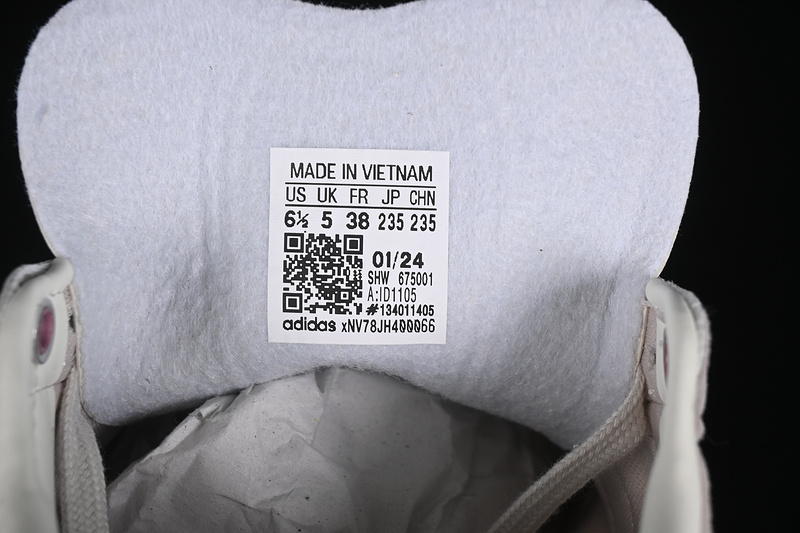 MADE IN VIETNAM
US UK FR JP CHN
6½ 5 38 235 235
01/24
SHW 675001
A:ID1105
#134011405
adidas xNV78JH400066